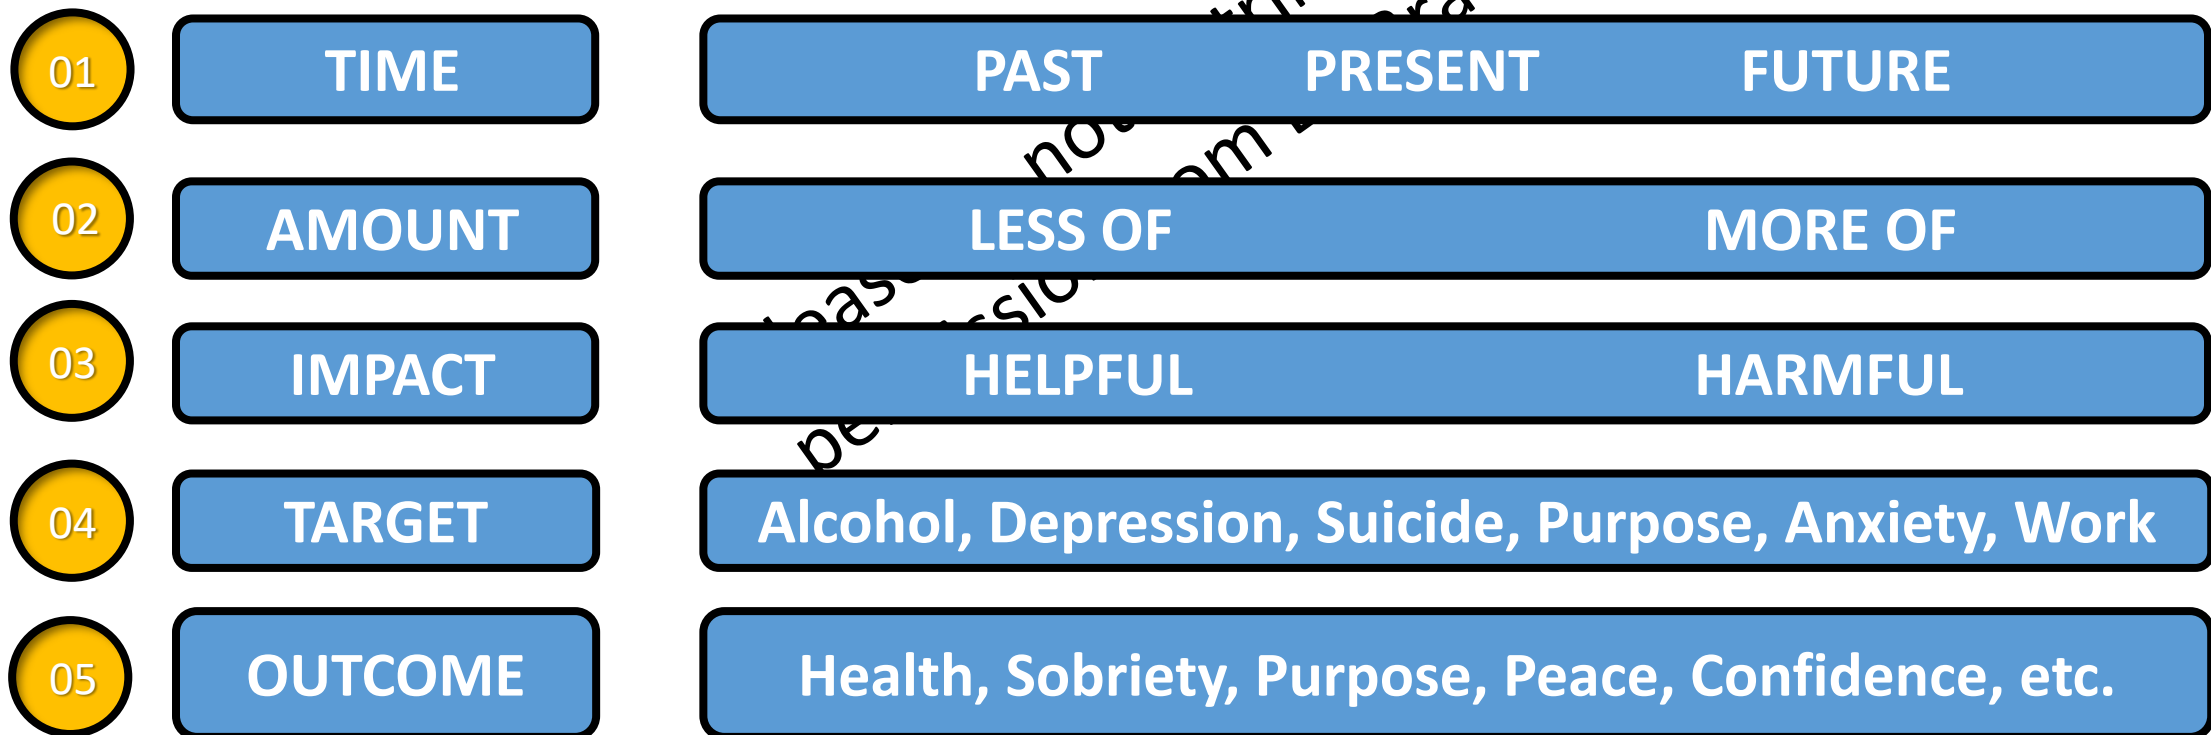 01 TIME PAST PRESENT FUTURE
02 AMOUNT LESS OF MORE OF
03 IMPACT HELPFUL HARMFUL
04 TARGET Alcohol, Depression, Suicide, Purpose, Anxiety, Work
05 OUTCOME Health, Sobriety, Purpose, Peace, Confidence, etc.